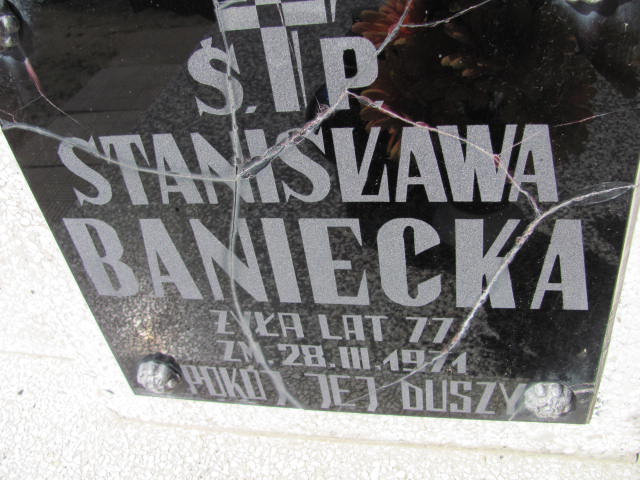 Ś.P
STANISŁAWA
BANIECKA
ŻYŁA LAT 77
ZM. 28.III.1971
POKÓJ JEJ DUSZY